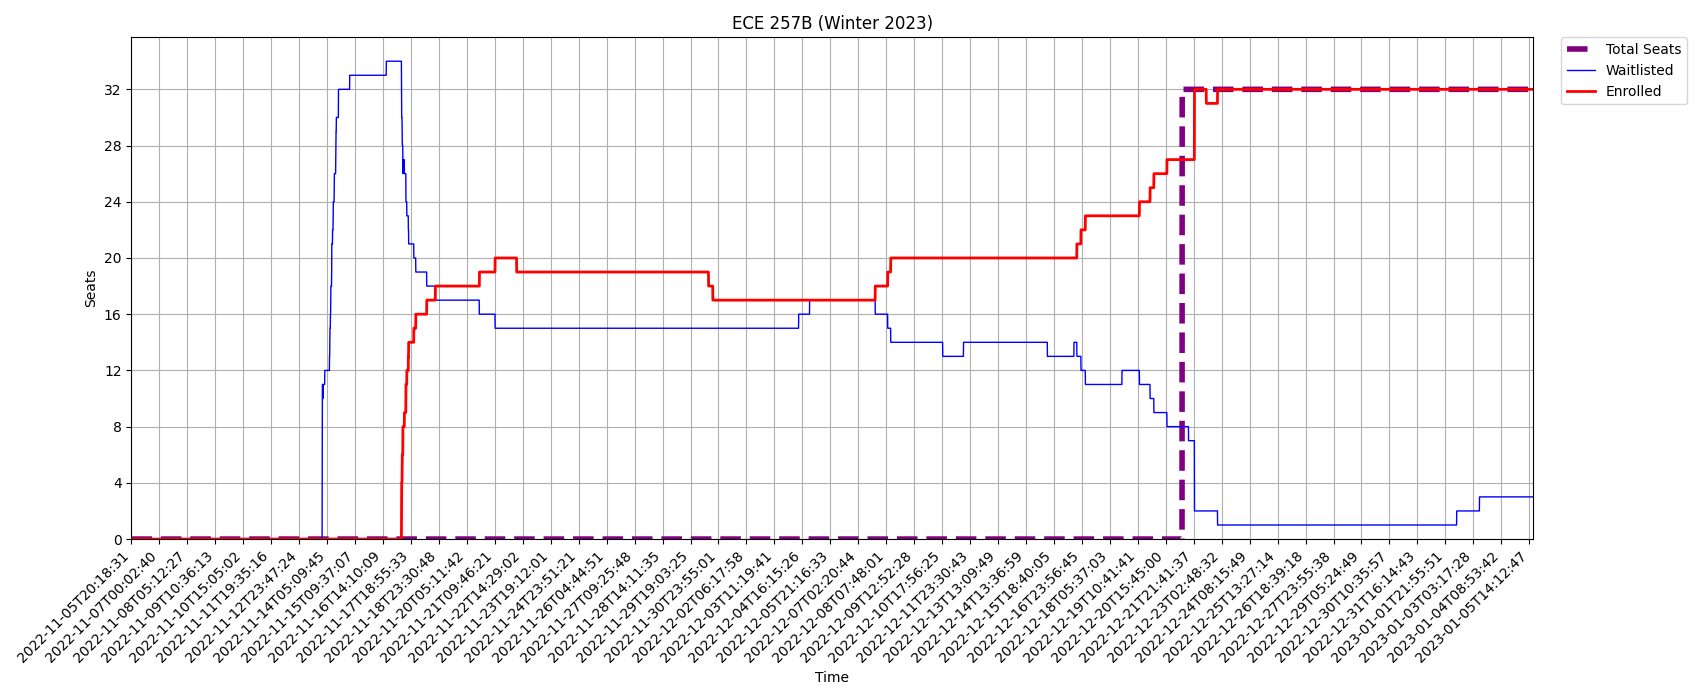 ECE 257B (Winter 2023)
Total Seats
Waitlisted
Enrolled
Seats
32
28
24
20
16
12
8
4
0
2022-11-05T20:18:31
2022-11-07T00:02:40
2022-11-08T05:12:27
2022-11-09T10:36:13
2022-11-10T15:05:02
2022-11-11T19:35:16
2022-11-12T23:47:24
2022-11-14T05:09:45
2022-11-15T09:37:07
2022-11-16T14:10:09
2022-11-17T18:55:33
2022-11-18T23:30:48
2022-11-20T05:11:42
2022-11-21T09:46:21
2022-11-22T14:29:02
2022-11-23T19:12:01
2022-11-24T23:51:21
2022-11-26T04:44:51
2022-11-27T09:25:48
2022-11-28T14:11:35
2022-11-29T19:03:25
2022-11-30T23:55:01
2022-12-02T06:17:58
2022-12-03T11:19:41
2022-12-04T16:15:26
2022-12-05T21:16:33
2022-12-07T02:20:44
2022-12-08T07:48:01
2022-12-09T12:52:28
2022-12-10T17:56:25
2022-12-11T23:30:43
2022-12-13T03:09:49
2022-12-14T13:36:59
2022-12-15T18:40:05
2022-12-16T23:56:45
2022-12-18T05:37:03
2022-12-19T10:41:41
2022-12-20T15:45:00
2022-12-21T21:41:37
2022-12-23T02:48:32
2022-12-24T08:15:49
2022-12-25T13:27:14
2022-12-26T18:39:18
2022-12-27T23:55:38
2022-12-29T05:24:49
2022-12-30T10:35:57
2022-12-31T16:14:43
2023-01-01T21:55:51
2023-01-03T03:17:28
2023-01-04T08:53:42
2023-01-05T14:12:47
Time